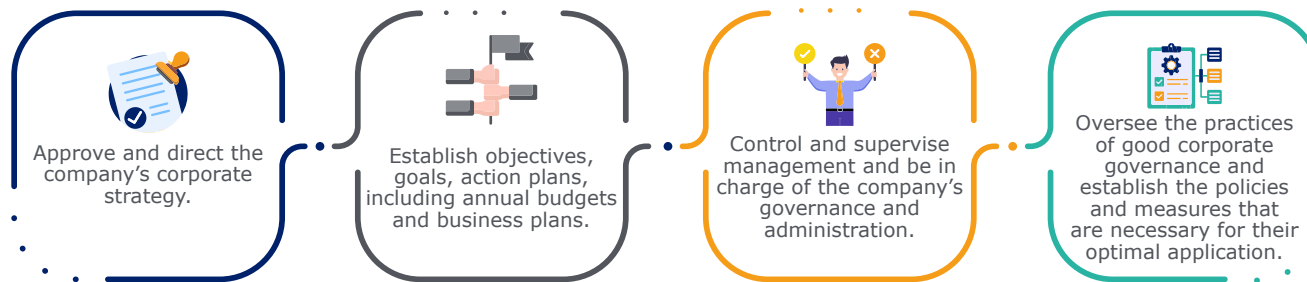 Approve and direct the
company’s corporate
strategy.
Establish objectives,
goals, action plans,
including annual budgets
and business plans.
Control and supervise
management and be in
charge of the company’s
governance and
administration.
Oversee the practices
of good corporate
governance and
establish the policies
and measures that
are necessary for their
optimal application.